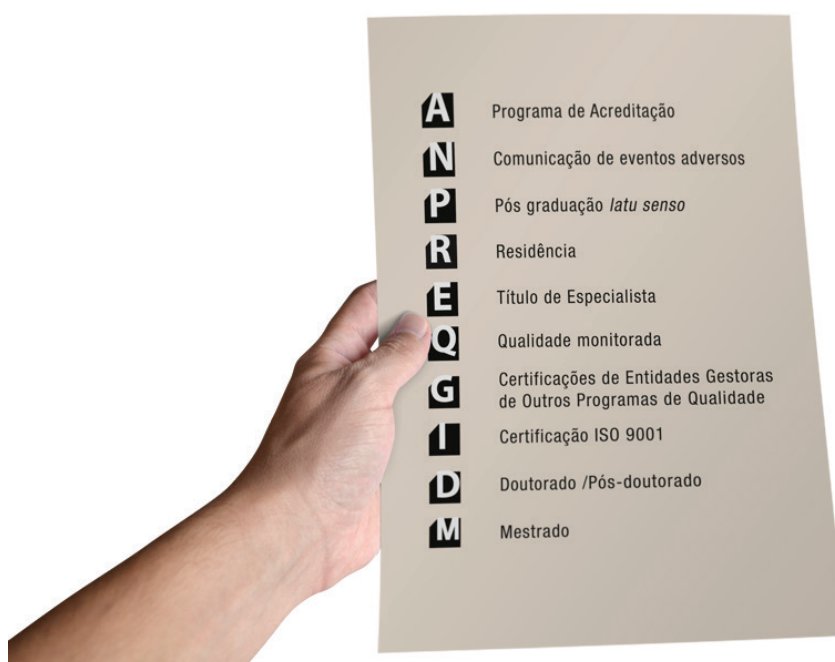 A Programa de Acreditação
N Comunicação de eventos adversos
P Pós graduação latu senso
R Residência
E Título de Especialista
Q Qualidade monitorada
G Certificações de Entidades Gestoras
de Outros Programas de Qualidade
I Certificação ISO 9001
D Doutorado /Pós-doutorado
M Mestrado